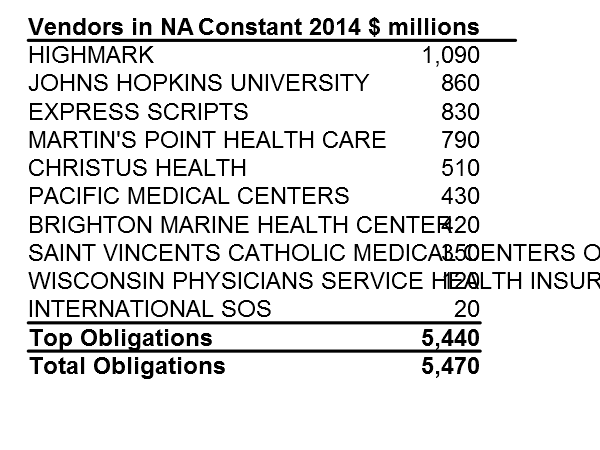 Vendors in NA Constant 2014 $ millions
HIGHMARK 1,090
JOHNS HOPKINS UNIVERSITY 860
EXPRESS SCRIPTS 830
MARTIN'S POINT HEALTH CARE 790
CHRISTUS HEALTH 510
PACIFIC MEDICAL CENTERS 430
BRIGHTON MARINE HEALTH CENTER 420
SAINT VINCENTS CATHOLIC MEDICAL CENTERS O 350
WISCONSIN PHYSICIANS SERVICE HEALTH INSUR 120
INTERNATIONAL SOS 20
Top Obligations 5,440
Total Obligations 5,470